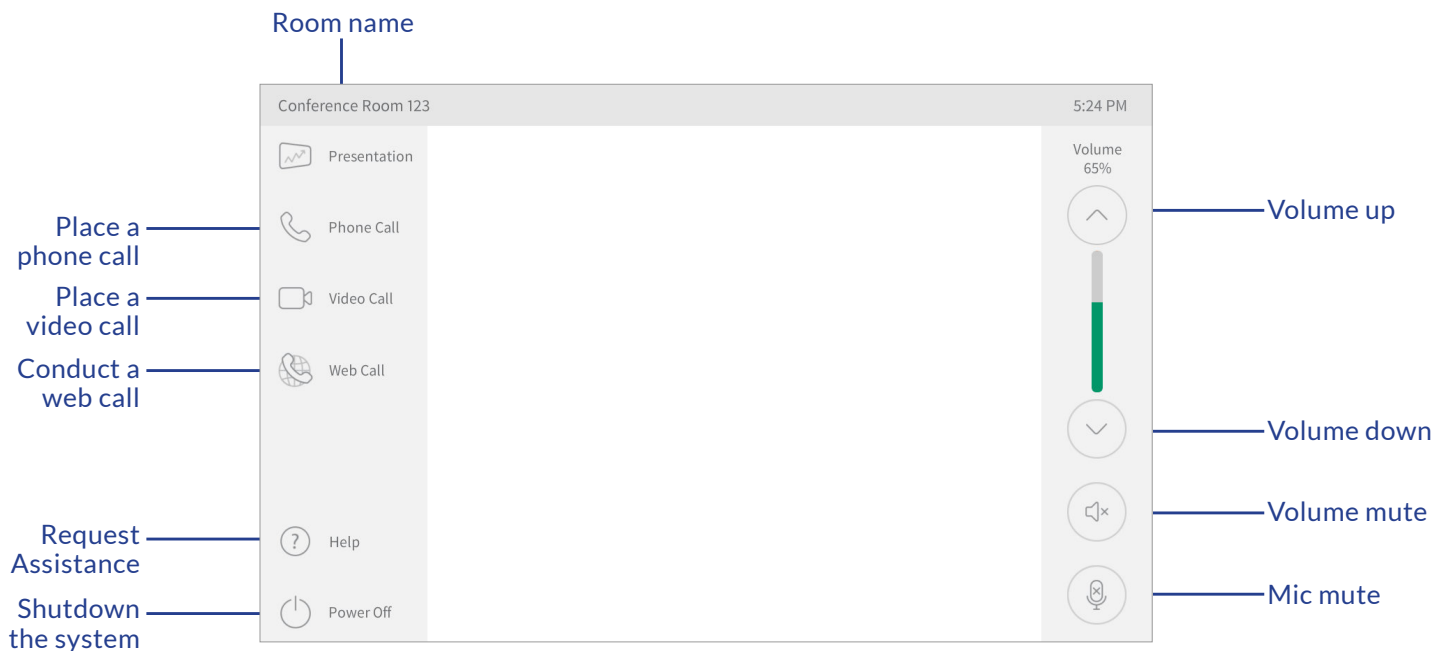 Room name
Conference Room 123
5:24 PM
Presentation
Volume
65%
Place a
phone call
Phone Call
Volume up
Place a
video call
Video Call
Conduct a
web call
Web Call
Volume down
Request
Assistance
?
Help
Volume mute
Shutdown
the system
Power Off
Mic mute